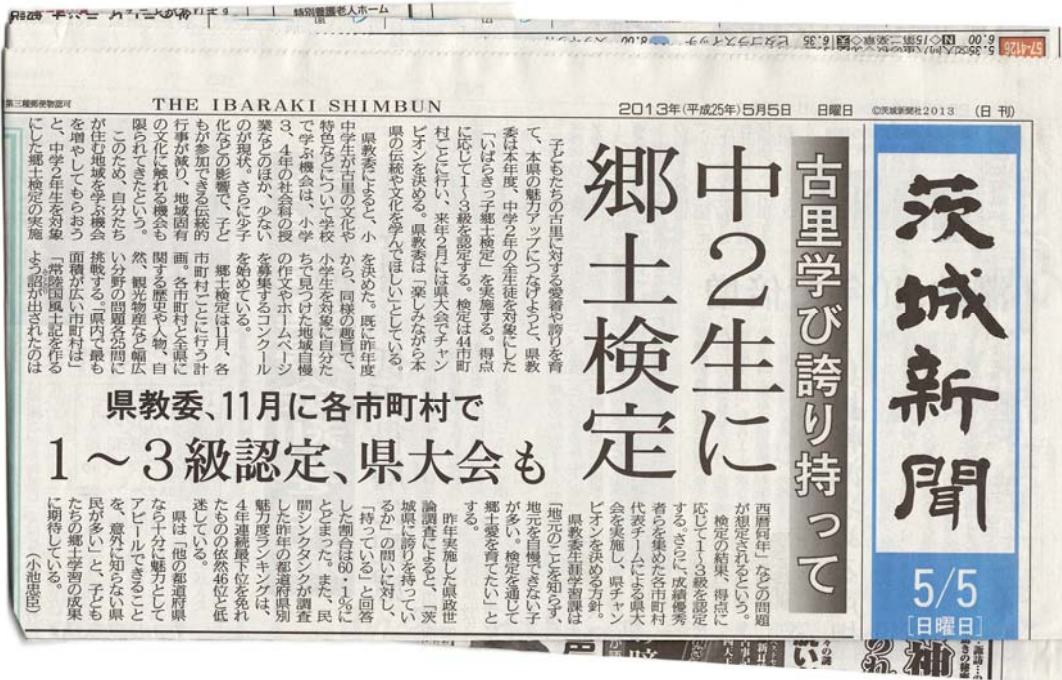 特別養護老人ホーム
第三種郵便物認可
THE IBARAKI SHIMBUN
2013年(平成25年)5月5日 日曜日 ©茨城新聞社2013 (日刊)
茨城新聞
5/5
[日曜日]
古里学び誇り持って
中2生に
郷土検定
県教委、11月に各市町村で
1~3級認定、県大会も
子どもたちの古里に対する愛着や誇りを育
て、本県の魅力アップにつなげようと、県教
委は本年度、中学2年の全生徒を対象にした
「いばらきっ子郷土検定」を実施する。得点
に応じて1~3級を認定する。検定は44市町
村ごとに行い、来年2月には県大会でチャン
ピオンを決める。県教委は「楽しみながら本
県の伝統や文化を学んでほしい」としている。
県教委によると、小
中学生が古里の文化や
特色などについて学校
で学ぶ機会は、小学
3、4年の社会科の授
業などのほか、少ない
のが現状。さらに少子
化などの影響で、子ど
もが参加できる伝統的
行事が減り、地域固有
の文化に触れる機会も
限られてきたという。
このため、自分たち
が住む地域を学ぶ機会
を増やしてもらおう
と、中学2年生を対象
にした郷土検定の実施
を決めた。既に昨年度
から、同様の趣旨で、
小学生を対象に自分た
ちで見つけた地域自慢
の作文やホームページ
を募集するコンクール
を始めている。
郷土検定は11月、各
市町村ごとに行う計
画。各市町村と全県に
関する歴史や人物、自
然、観光物産など幅広
い分野の問題各25問に
挑戦する。「県内で最も
面積が広い市町村は」
「常陸国風土記を作る
よう詔が出されたのは
西暦何年」などの問題
が想定されるという。
検定の結果、得点に
応じて1~3級を認定
する。さらに、成績優秀
者らを集めた各市町村
代表チームによる県大
会を実施し、県チャン
ピオンを決める方針。
県教委生涯学習課は
「地元のことを知らず、
地元を自慢できない子
が多い。検定を通じて
郷土愛を育てたい」と
する。
昨年実施した県政世
論調査によると、「茨
城県に誇りを持ってい
るか」の問いに対し、
「持っている」と回答
した割合は60・1%に
とどまった。また、民
間シンクタンクが調査
した昨年の都道府県別
魅力度ランキングは、
4年連続最下位を免れ
たものの依然46位と低
迷している。
県は「他の都道府県
なら十分に魅力として
アピールできること
を、意外に知らない県
民が多い」と、子ども
たちの郷土学習の成果
に期待している。
(小池忠臣)